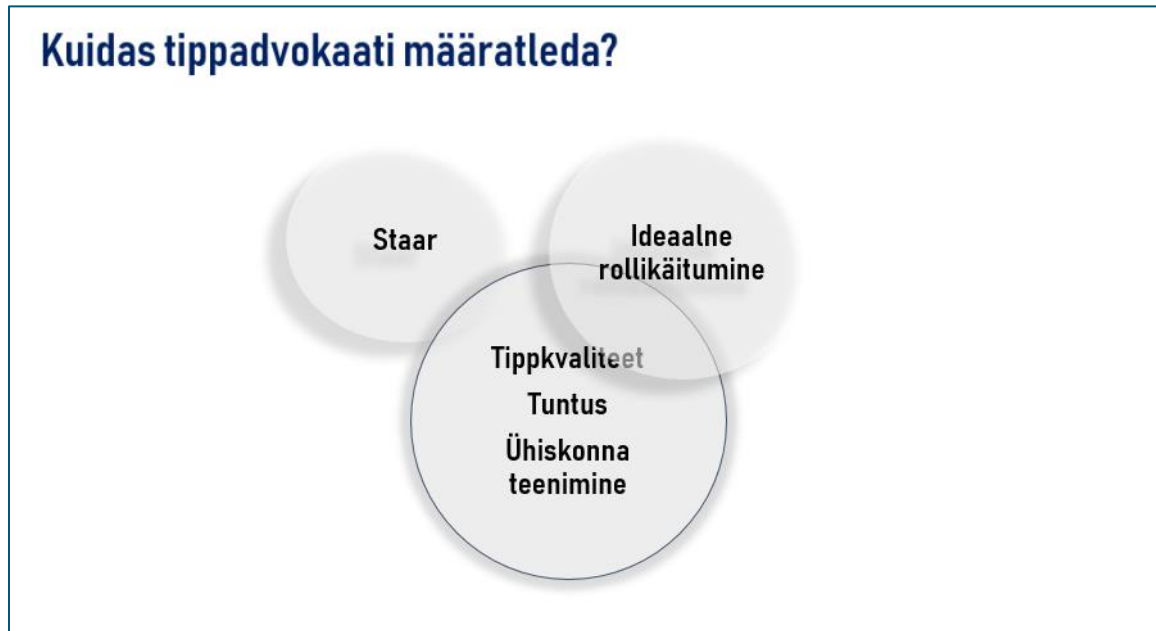 Kuidas tippadvokaati määratleda?
Staar
Ideaalne
rollikäitumine
Tippkvaliteet
Tuntus
Ühiskonna
teenimine